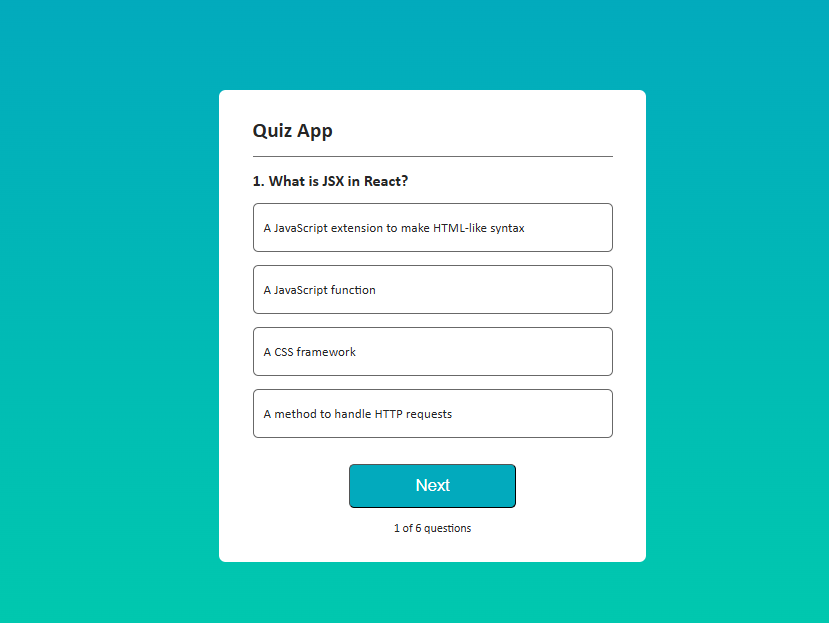 Quiz App
1. What is JSX in React?
A JavaScript extension to make HTML-like syntax
A JavaScript function
A CSS framework
A method to handle HTTP requests
Next
1 of 6 questions